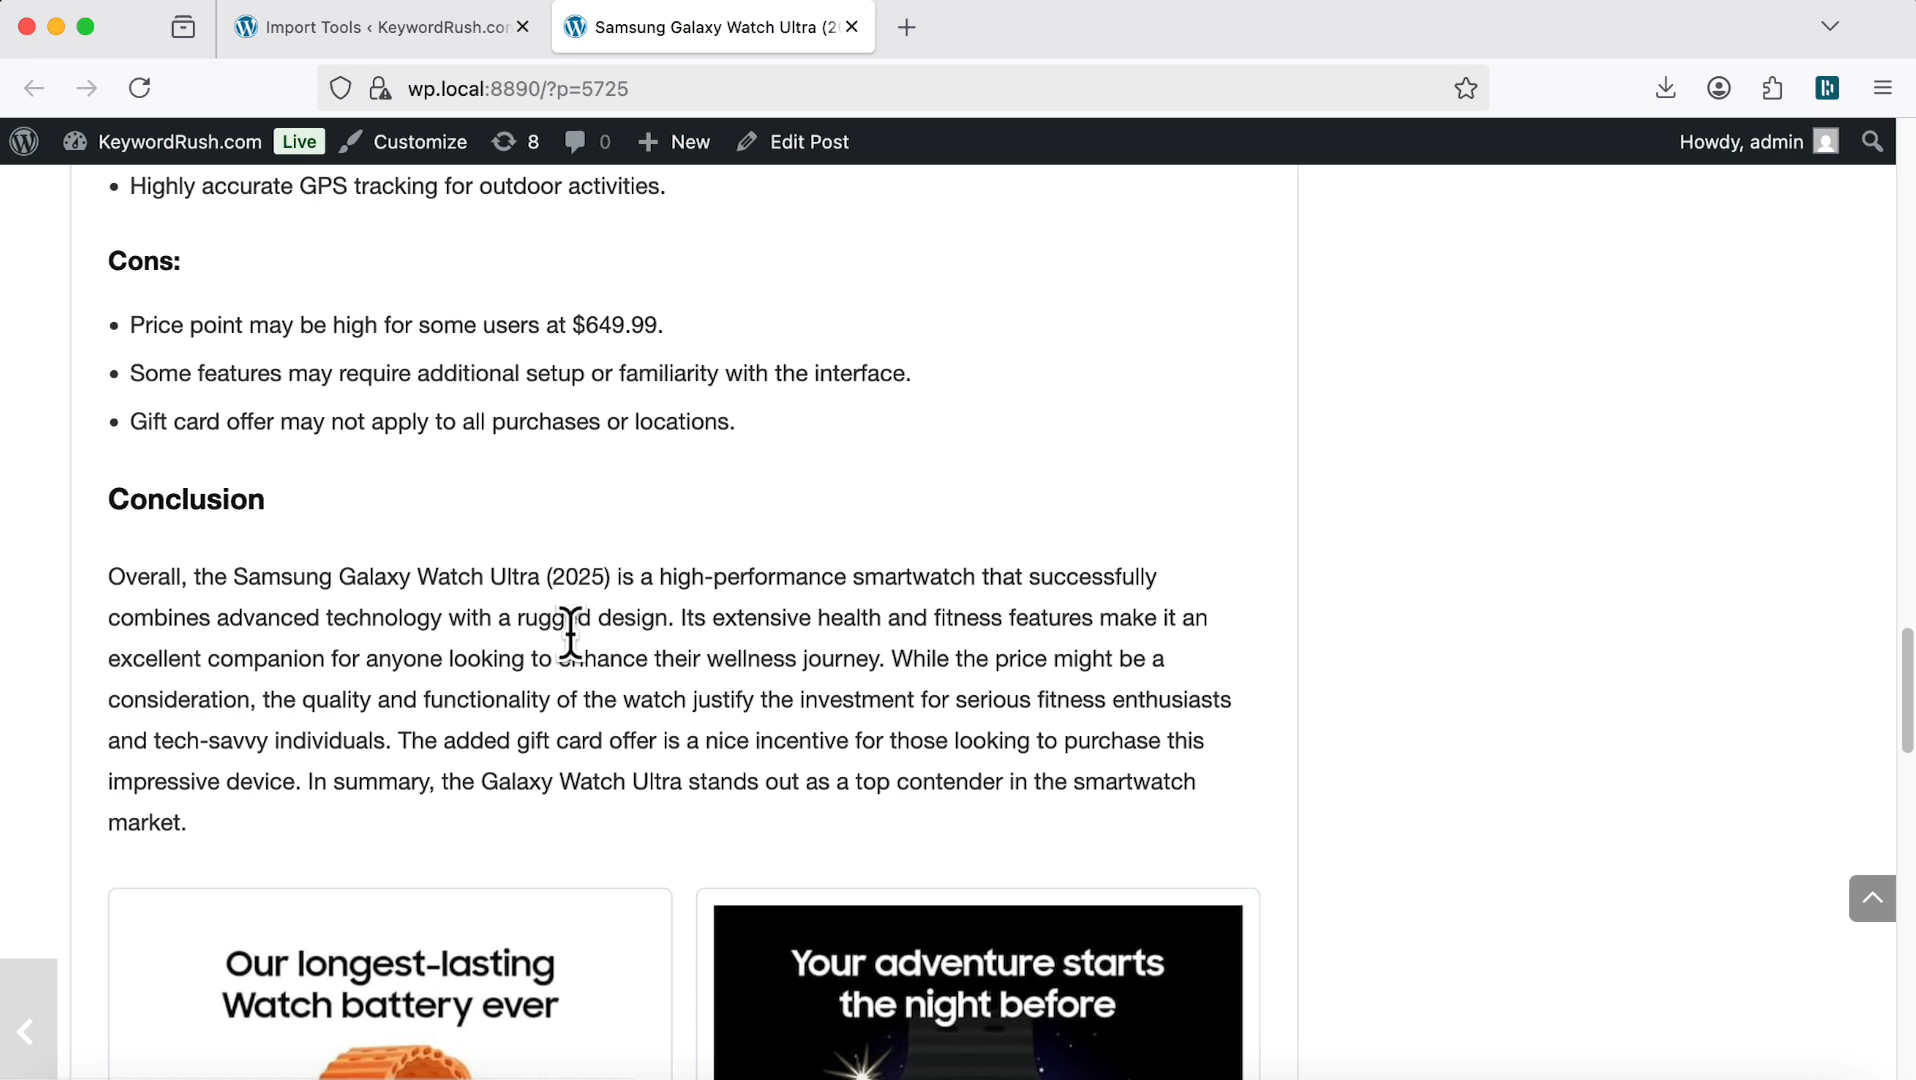 Import Tools ‹ KeywordRush.co
Samsung Galaxy Watch Ultra (2
wp.local:8890/?p=5725
KeywordRush.com
Live
Customize
8
0
New
Edit Post
Howdy, admin
• Highly accurate GPS tracking for outdoor activities.
Cons:
• Price point may be high for some users at $649.99.
• Some features may require additional setup or familiarity with the interface.
• Gift card offer may not apply to all purchases or locations.
Conclusion
Overall, the Samsung Galaxy Watch Ultra (2025) is a high-performance smartwatch that successfully
combines advanced technology with a rugged design. Its extensive health and fitness features make it an
excellent companion for anyone looking to enhance their wellness journey. While the price might be a
consideration, the quality and functionality of the watch justify the investment for serious fitness enthusiasts
and tech-savvy individuals. The added gift card offer is a nice incentive for those looking to purchase this
impressive device. In summary, the Galaxy Watch Ultra stands out as a top contender in the smartwatch
market.
Our longest-lasting
Watch battery ever
Your adventure starts
the night before